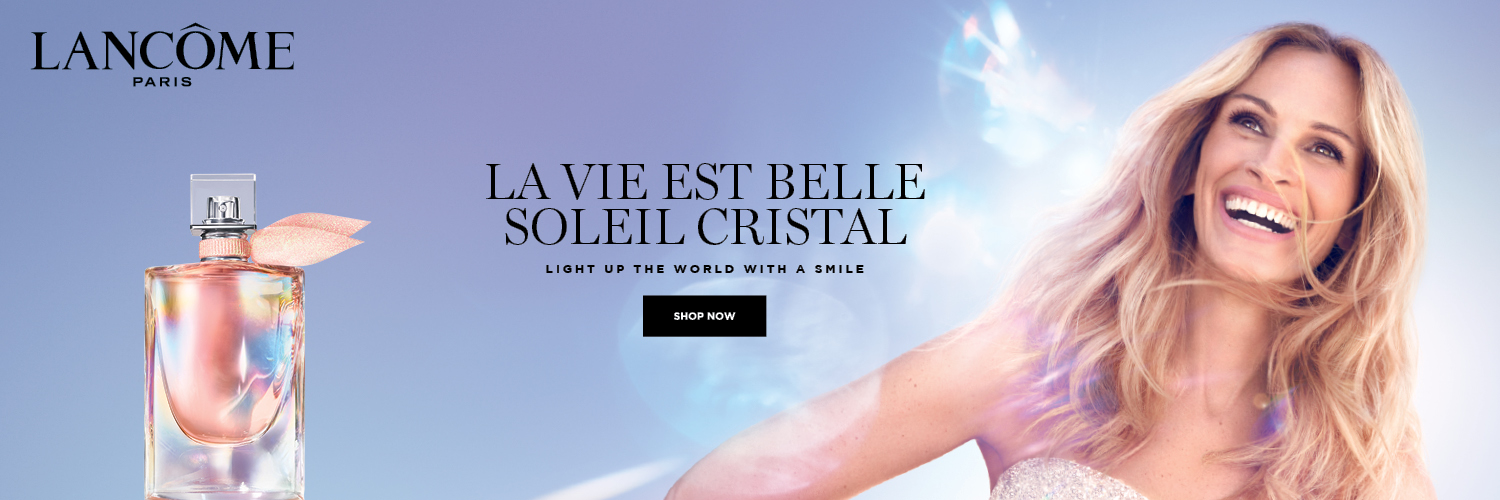 LANCÔME
PARIS
LA VIE EST BELLE
SOLEIL CRISTAL
LIGHT UP THE WORLD WITH A SMILE
SHOP NOW